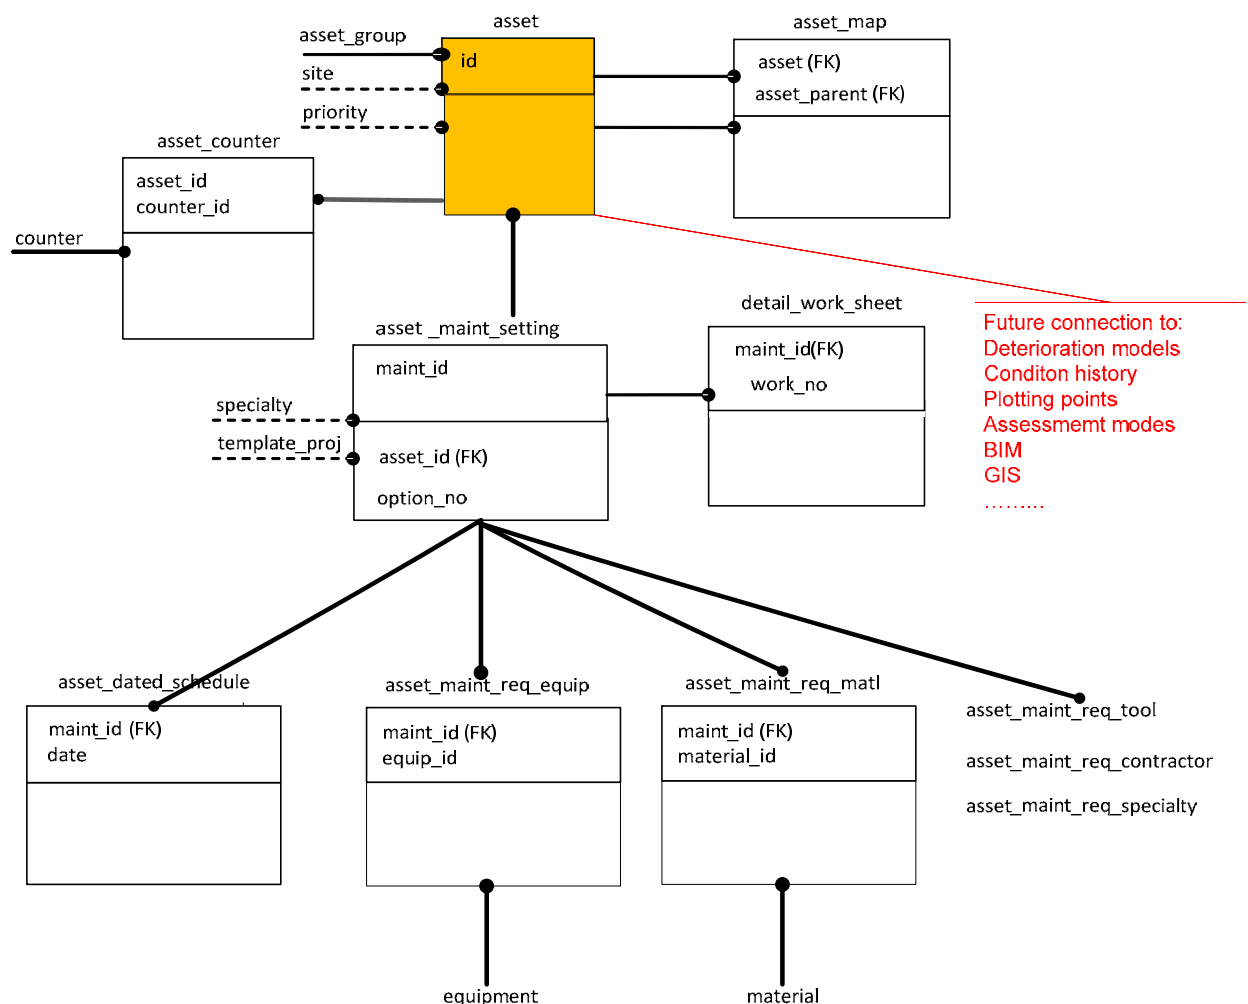 asset
asset_map
asset_group
id
asset (FK)
site
asset_parent (FK)
priority
asset_counter
asset_id
counter_id
counter
detail_work_sheet
Future connection to:
Deterioration models
Conditon history
Plotting points
Assessmemt modes
BIM
GIS
.........
asset _maint_setting
maint_id
maint_id(FK)
work_no
specialty
template_proj
asset_id (FK)
option_no
asset_dated_schedule
asset_maint_req_equip
asset_maint_req_matl
asset_maint_req_tool
maint_id (FK)
date
maint_id (FK)
equip_id
maint_id (FK)
material_id
asset_maint_req_contractor
asset_maint_req_specialty
equipment
material